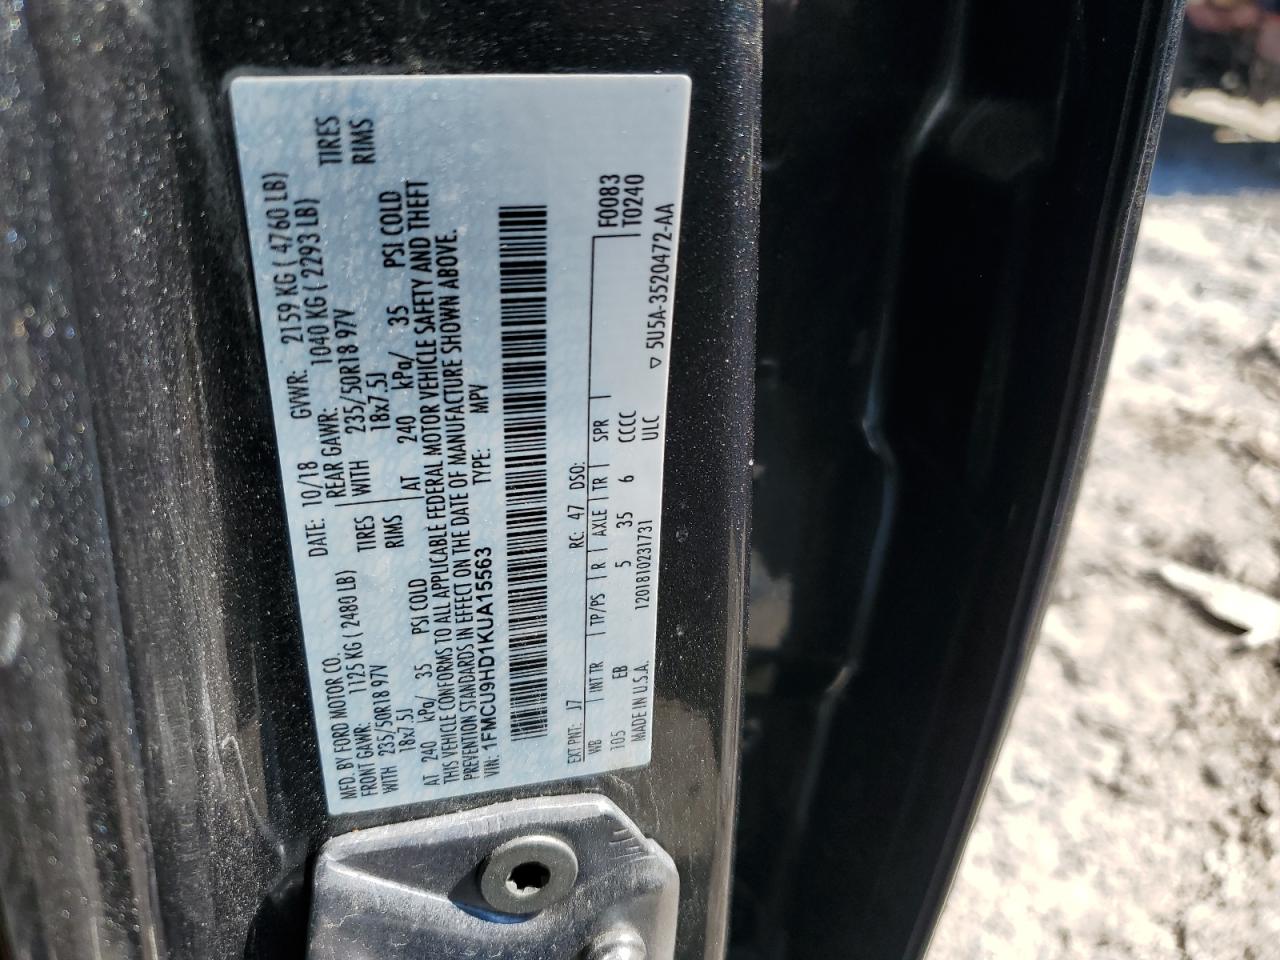 MFD. BY FORD MOTOR CO. DATE: 10/18 GVWR: 2159 KG ( 4760 LB)
FRONT GAWR: 1125 KG ( 2480 LB) REAR GAWR: 1040 KG ( 2293 LB)
WITH 235/50R18 97V TIRES WITH 235/50R18 97V TIRES
18x7.5J RIMS 18x7.5J RIMS
AT 240 kPa/ 35 PSI COLD AT 240 kPa/ 35 PSI COLD
THIS VEHICLE CONFORMS TO ALL APPLICABLE FEDERAL MOTOR VEHICLE SAFETY AND THEFT
PREVENTION STANDARDS IN EFFECT ON THE DATE OF MANUFACTURE SHOWN ABOVE.
VIN: 1FMCU9HD1KUA15563 TYPE: MPV
EXT PNT: J7 RC: 47 DSO: F0083
WB INT TR TP/PS R AXLE TR SPR T0240
105 EB 5 35 6 CCCC
MADE IN U.S.A. 1201810231731 ULC ▽ 5U5A-3520472-AA